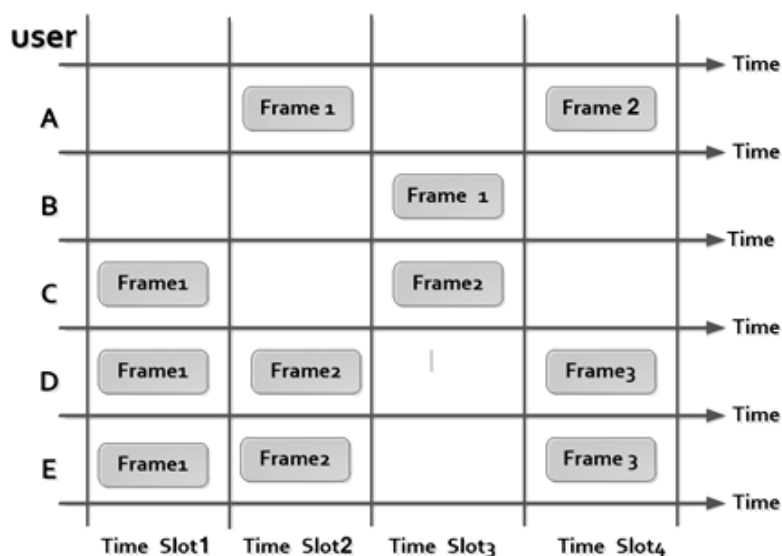 user
Time
A Frame 1 Frame 2
Time
B Frame 1
Time
C Frame1 Frame2
Time
D Frame1 Frame2 Frame3
Time
E Frame1 Frame2 Frame 3
Time
Time Slot1 Time Slot2 Time Slot3 Time Slot4